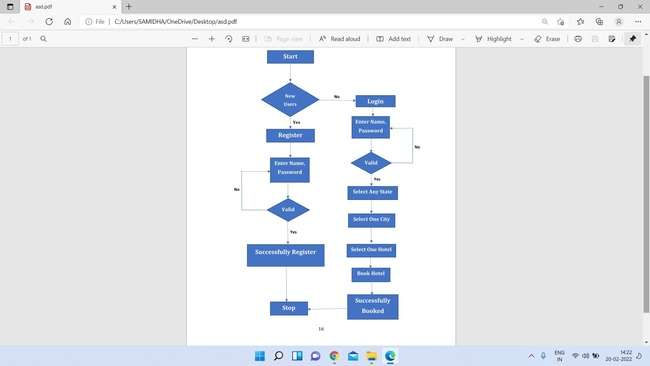 asd.pdf
File
C:/Users/SAMIDHA/OneDrive/Desktop/asd.pdf
1 of 1
Page view
Read aloud
Add text
Draw
Highlight
Erase
Start
New
Users
No
Yes
Login
Register
Enter Name,
Password
No
Valid
Yes
Successfully Register
Enter Name,
Password
No
Valid
Yes
Select Any State
Select One City
Select One Hotel
Book Hotel
Successfully
Booked
Stop
16
ENG
IN
14:22
20-02-2022